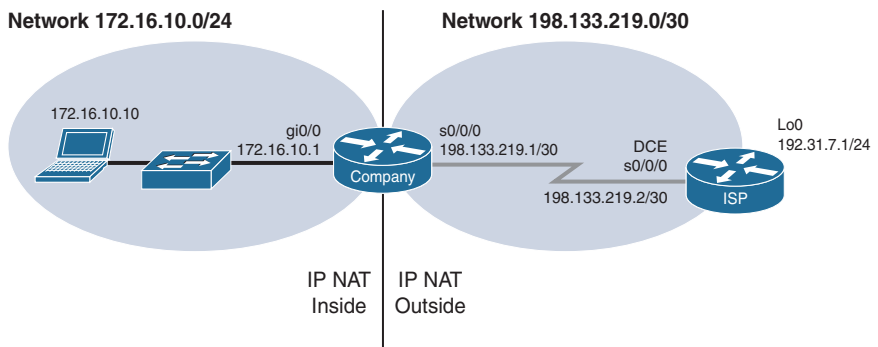 Network 172.16.10.0/24
Network 198.133.219.0/30
172.16.10.10
gi0/0
172.16.10.1
Company
s0/0/0
198.133.219.1/30
DCE
s0/0/0
198.133.219.2/30
Lo0
192.31.7.1/24
ISP
IP NAT
Inside
IP NAT
Outside